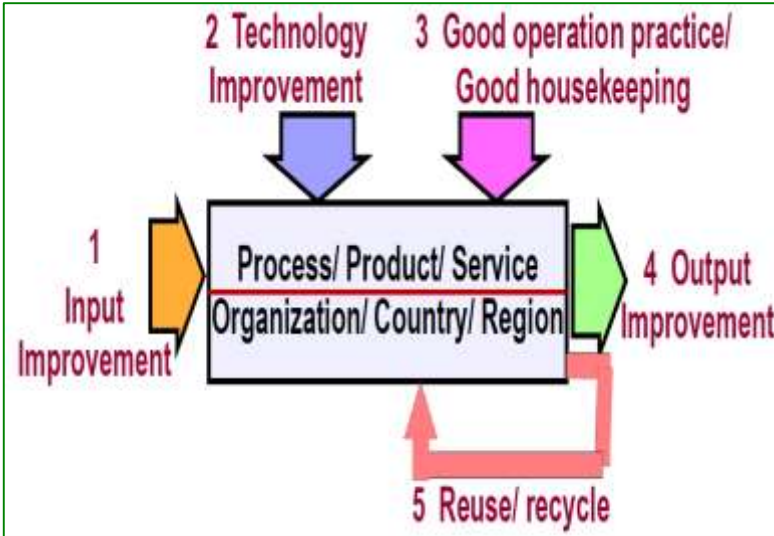 2 Technology
Improvement
3 Good operation practice/
Good housekeeping
1
Input
Improvement
Process/ Product/ Service
Organization/ Country/ Region
4 Output
Improvement
5 Reuse/ recycle